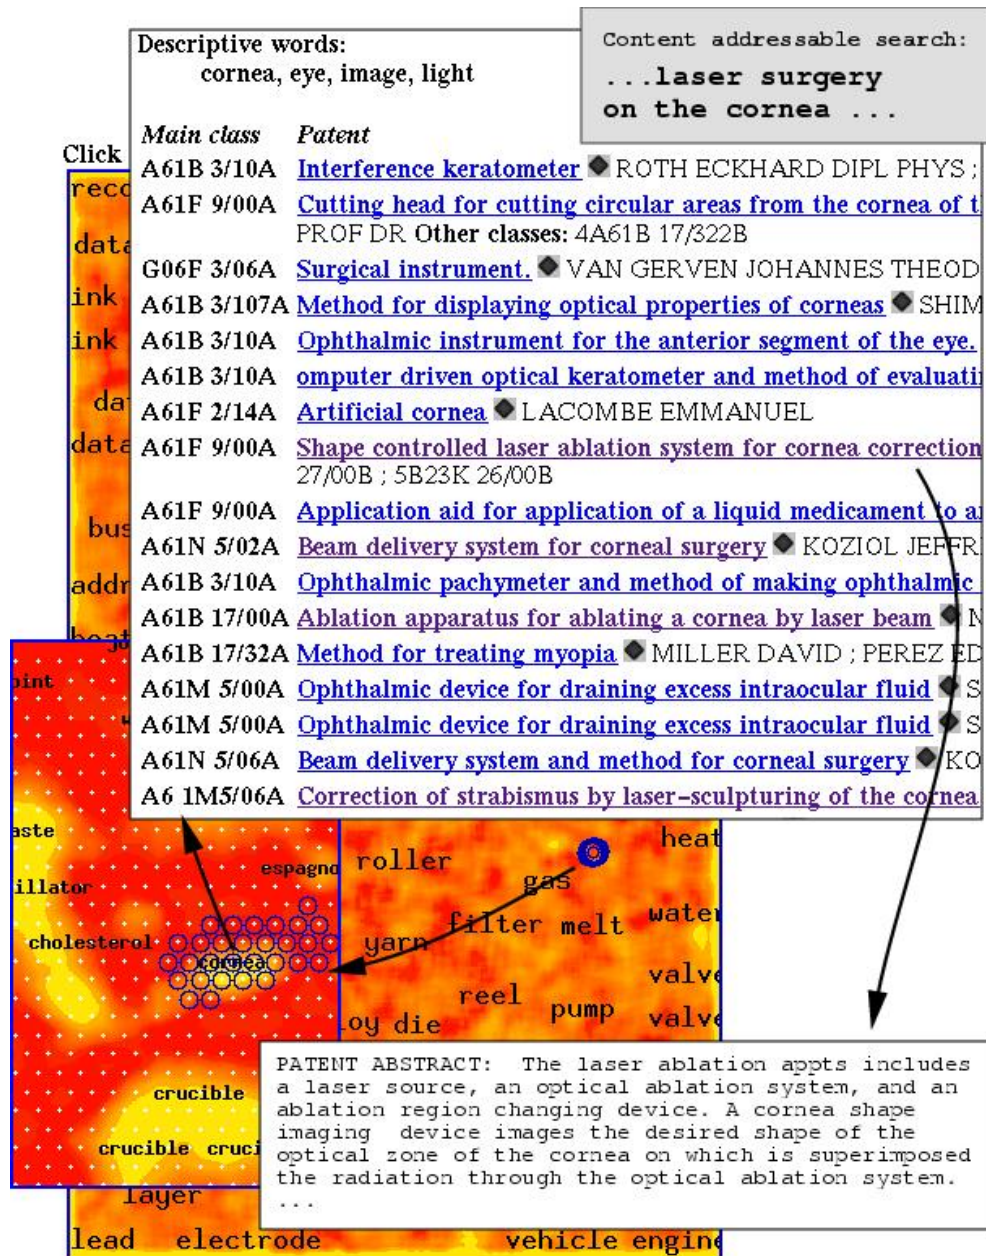 Content addressable search:
...laser surgery
on the cornea ...
Descriptive words:
cornea, eye, image, light
Main class Patent
A61B 3/10A Interference keratometer ROTH ECKHARD DIPL PHYS ;
A61F 9/00A Cutting head for cutting circular areas from the cornea of t
PROF DR Other classes: 4A61B 17/322B
G06F 3/06A Surgical instrument. VAN GERVEN JOHANNES THEOD
A61B 3/107A Method for displaying optical properties of corneas SHIM
A61B 3/10A Ophthalmic instrument for the anterior segment of the eye.
A61B 3/10A omputer driven optical keratometer and method of evaluati
A61F 2/14A Artificial cornea LACOMBE EMMANUEL
A61F 9/00A Shape controlled laser ablation system for cornea correction
27/00B ; 5B23K 26/00B
A61F 9/00A Application aid for application of a liquid medicament to a
A61N 5/02A Beam delivery system for corneal surgery KOZIOL JEFFR
A61B 3/10A Ophthalmic pachymeter and method of making ophthalmic
A61B 17/00A Ablation apparatus for ablating a cornea by laser beam
A61B 17/32A Method for treating myopia MILLER DAVID ; PEREZ ED
A61M 5/00A Ophthalmic device for draining excess intraocular fluid S
A61M 5/00A Ophthalmic device for draining excess intraocular fluid S
A61N 5/06A Beam delivery system and method for corneal surgery KO
A6 1M5/06A Correction of strabismus by laser-sculpturing of the cornea
Click
reco
data
ink
ink
da
data
bus
addr
oint
aste
illator
cholesterol
espagno
cornea
crucible
crucible cruci
roller
gas
heat
filter melt
water
yarn
valve
reel
pump
valve
loy die
PATENT ABSTRACT: The laser ablation appts includes
a laser source, an optical ablation system, and an
ablation region changing device. A cornea shape
imaging device images the desired shape of the
optical zone of the cornea on which is superimposed
the radiation through the optical ablation system.
...
layer
lead electrode vehicle engine